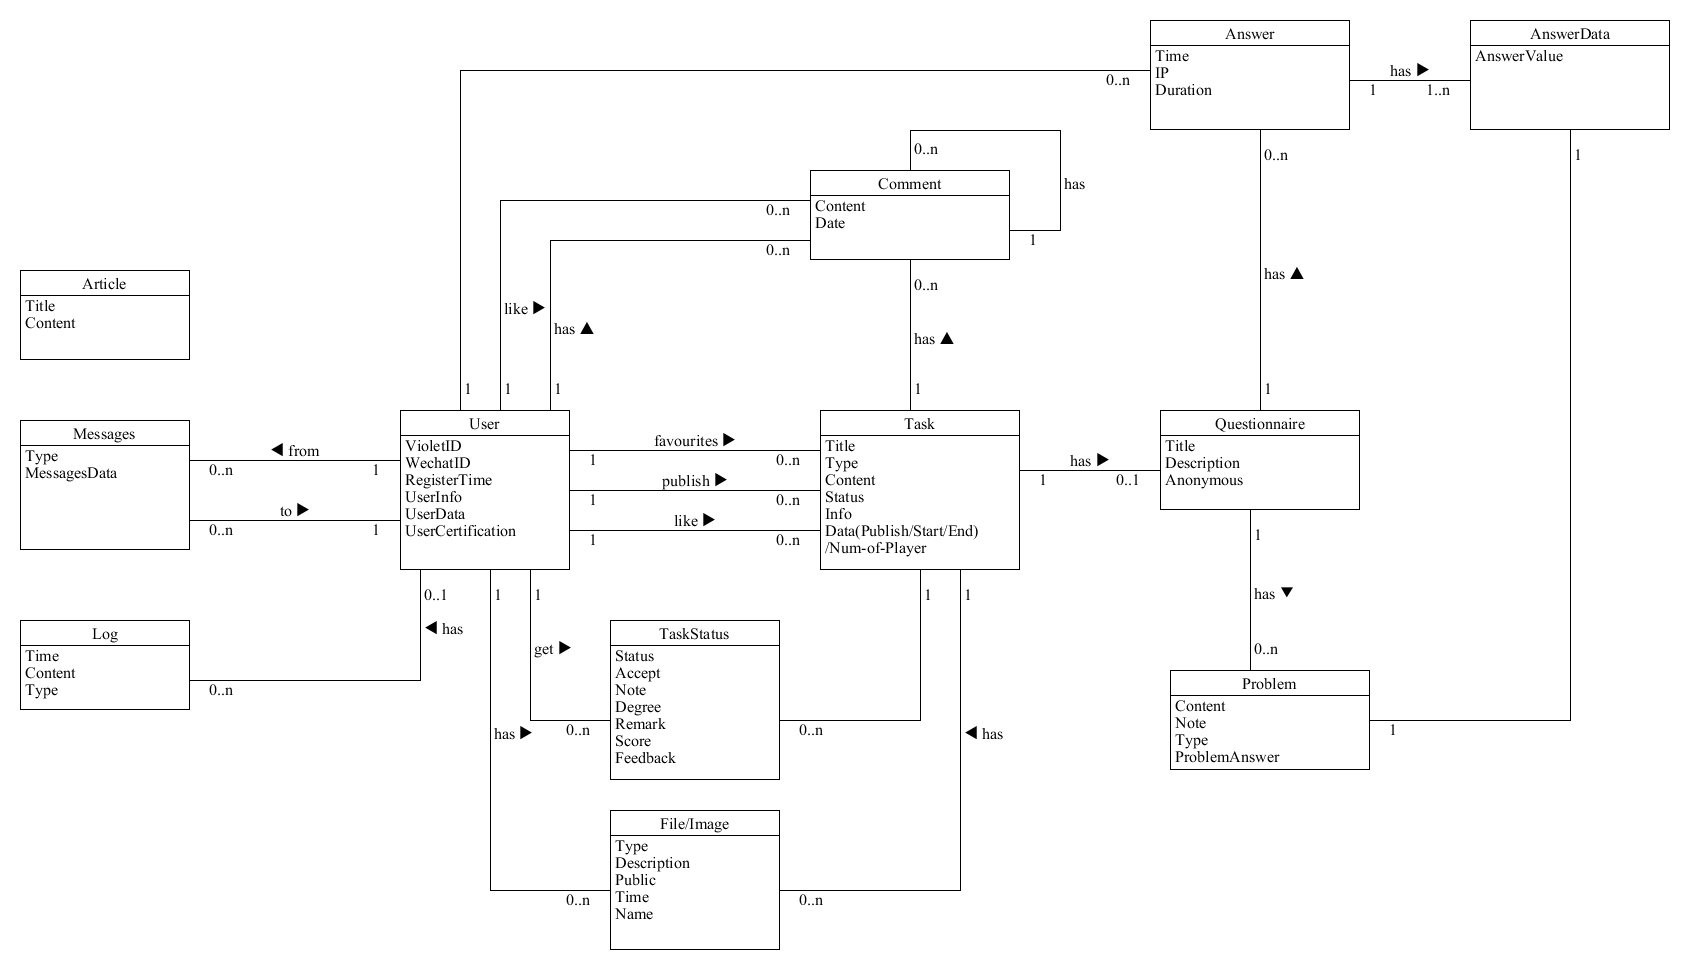 Answer
Time
IP
Duration
0..n
has
1
1..n
AnswerData
AnswerValue
1
0..n
has
1
0..n
has
1
Comment
Content
Date
0..n
0..n
like
has
0..n
has
1
1
1
1
Article
Title
Content
Messages
Type
MessagesData
from
0..n
1
to
0..n
1
User
VioletID
WechatID
RegisterTime
UserInfo
UserData
UserCertification
favourites
1
0..n
publish
1
0..n
like
1
0..n
Task
Title
Type
Content
Status
Info
Data(Publish/Start/End)
/Num-of-Player
has
1
0..1
Questionnaire
Title
Description
Anonymous
1
has
0..n
Log
Time
Content
Type
0..n
0..1
has
1
has
1
get
0..n
TaskStatus
Status
Accept
Note
Degree
Remark
Score
Feedback
0..n
1
1
has
Problem
Content
Note
Type
ProblemAnswer
1
File/Image
Type
Description
Public
Time
Name
0..n
0..n